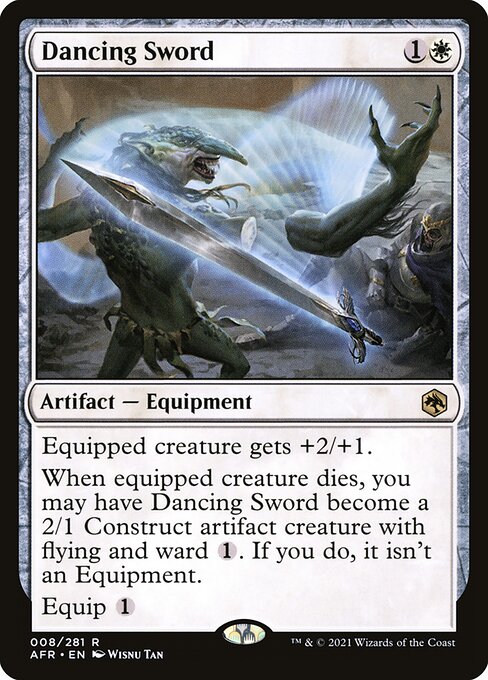 Dancing Sword 1
Artifact — Equipment
Equipped creature gets +2/+1.
When equipped creature dies, you
may have Dancing Sword become a
2/1 Construct artifact creature with
flying and ward 1. If you do, it isn't
an Equipment.
Equip 1
008/281 R
AFR • EN Wisnu Tan
™ & © 2021 Wizards of the Coast